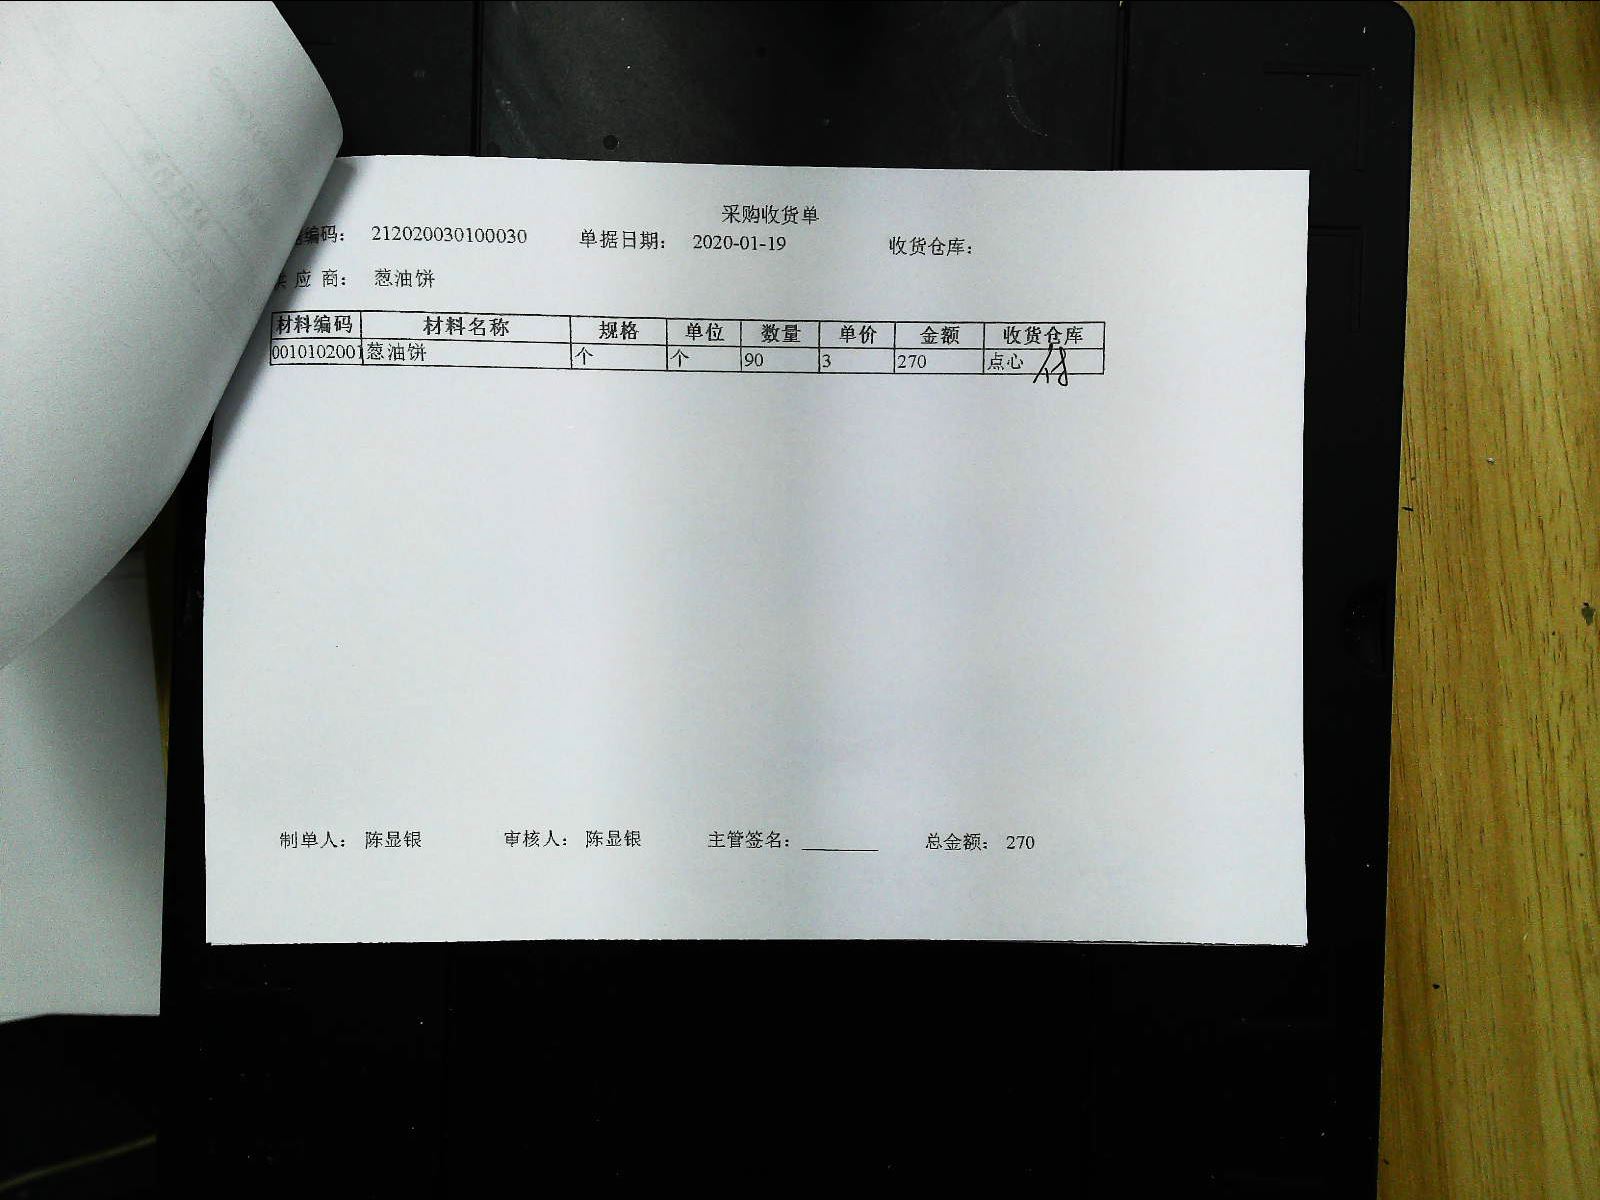 采购收货单
编码： 212020030100030 单据日期： 2020-01-19 收货仓库：
应 商： 葱油饼
材料编码 材料名称 规格 单位 数量 单价 金额 收货仓库
0010102001 葱油饼 个 个 90 3 270 点心
制单人： 陈显银 审核人： 陈显银 主管签名： 总金额： 270